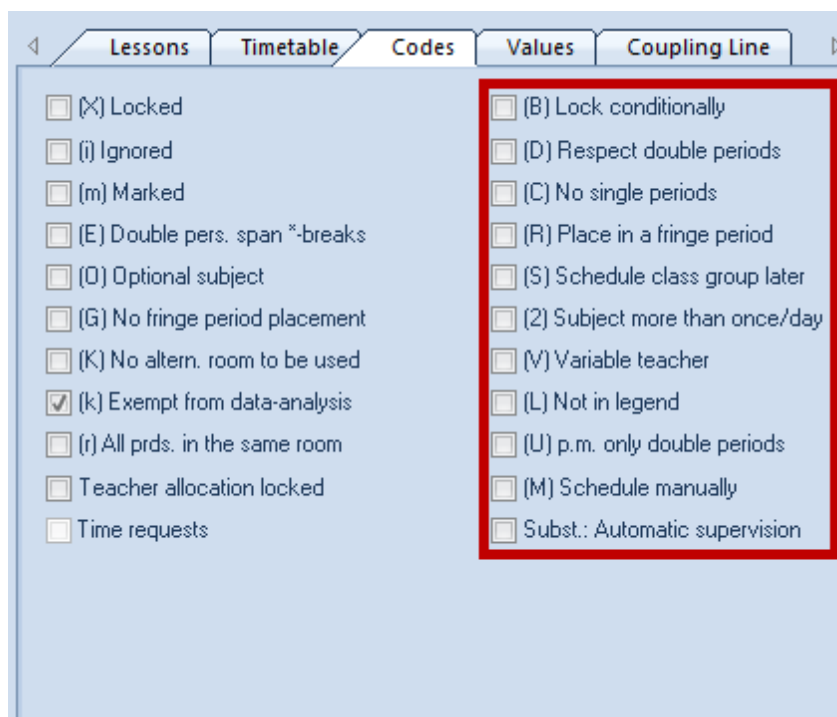 Lessons Timetable Codes Values Coupling Line
(X) Locked
(i) Ignored
(m) Marked
(E) Double pers. span *-breaks
(O) Optional subject
(G) No fringe period placement
(K) No altern. room to be used
(k) Exempt from data-analysis
(r) All prds. in the same room
Teacher allocation locked
Time requests
(B) Lock conditionally
(D) Respect double periods
(C) No single periods
(R) Place in a fringe period
(S) Schedule class group later
(2) Subject more than once/day
(V) Variable teacher
(L) Not in legend
(U) p.m. only double periods
(M) Schedule manually
Subst.: Automatic supervision